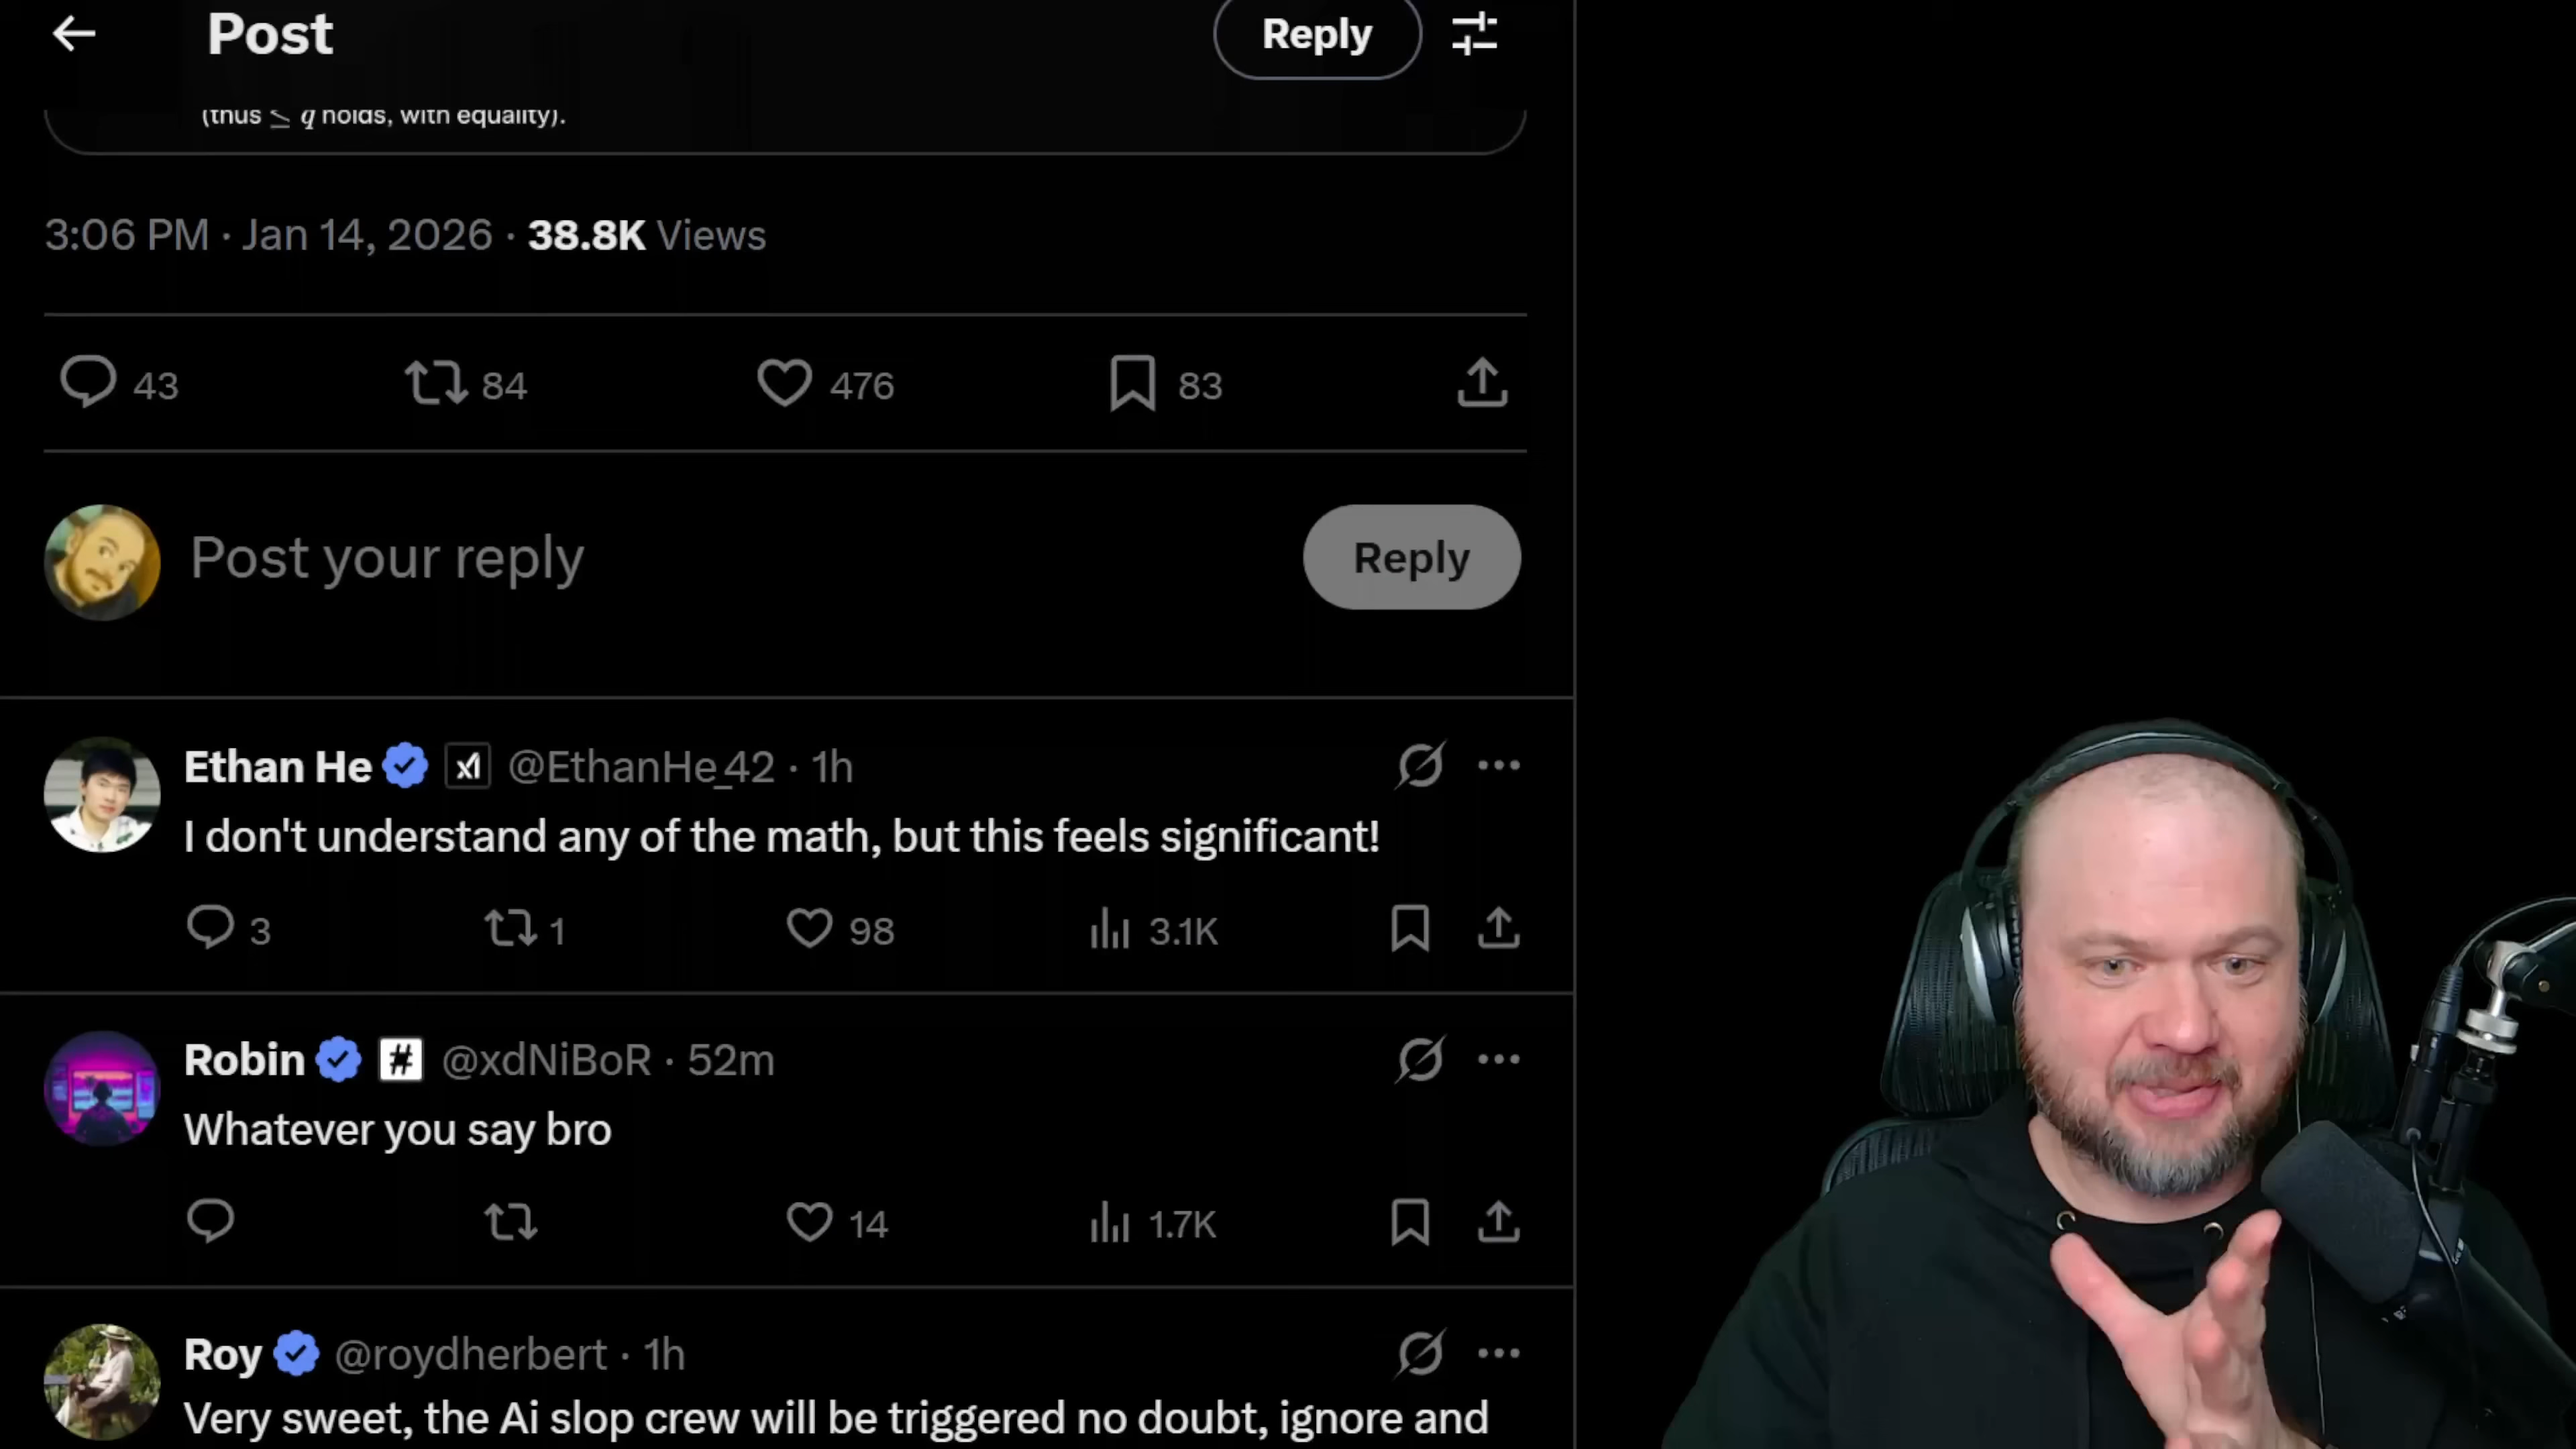 Post
Reply
(thus ≤ q holds, with equality).
3:06 PM · Jan 14, 2026 · 38.8K Views
43 84 476 83
Post your reply
Reply
Ethan He @EthanHe_42 · 1h
I don't understand any of the math, but this feels significant!
3 1 98 3.1K
Robin # @xdNiBoR · 52m
Whatever you say bro
14 1.7K
Roy @roydherbert · 1h
Very sweet, the Ai slop crew will be triggered no doubt, ignore and